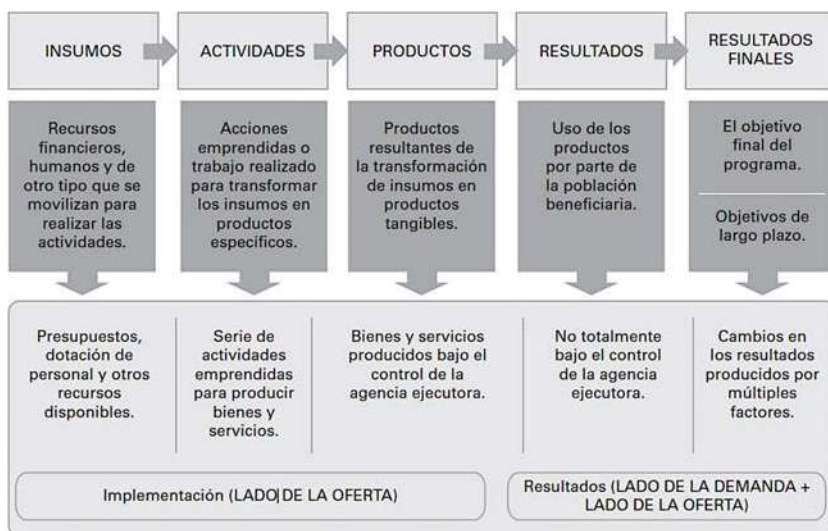 INSUMOS
ACTIVIDADES
PRODUCTOS
RESULTADOS
RESULTADOS
FINALES
Recursos
financieros,
humanos y de
otro tipo que se
movilizan para
realizar las
actividades.
Acciones
emprendidas o
trabajo realizado
para transformar
los insumos en
productos
específicos.
Productos
resultantes de
la transformación
de insumos en
productos
tangibles.
Uso de los
productos
por parte de
la población
beneficiaria.
El objetivo
final del
programa.
Objetivos de
largo plazo.
Presupuestos,
dotación de
personal y otros
recursos
disponibles.
Serie de
actividades
emprendidas
para producir
bienes y
servicios.
Bienes y servicios
producidos bajo el
control de la
agencia ejecutora.
No totalmente
bajo el control
de la agencia
ejecutora.
Cambios en
los resultados
producidos por
múltiples
factores.
Implementación (LADO DE LA OFERTA)
Resultados (LADO DE LA DEMANDA +
LADO DE LA OFERTA)